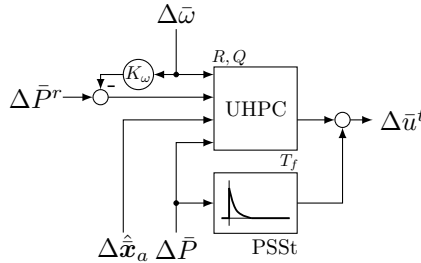 Δω̄
R, Q
K_ω
-
ΔP̄^r
UHPC
Δū^t
T_f
Δx̄̂_a ΔP̄
PSSt